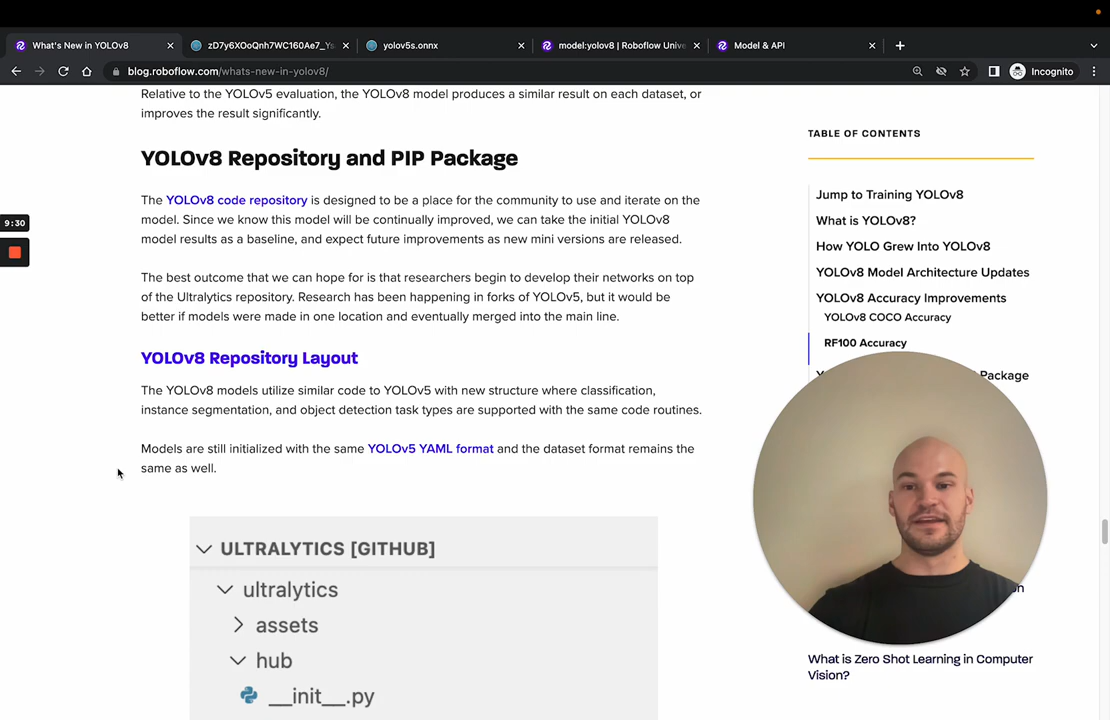 What's New in YOLOv8
zD7y6XOoQnh7WC160Ae7_Ys
yolov5s.onnx
model:yolov8 | Roboflow Unive
Model & API
blog.roboflow.com/whats-new-in-yolov8/
Incognito
Relative to the YOLOv5 evaluation, the YOLOv8 model produces a similar result on each dataset, or
improves the result significantly.
YOLOv8 Repository and PIP Package
The YOLOv8 code repository is designed to be a place for the community to use and iterate on the
model. Since we know this model will be continually improved, we can take the initial YOLOv8
model results as a baseline, and expect future improvements as new mini versions are released.
The best outcome that we can hope for is that researchers begin to develop their networks on top
of the Ultralytics repository. Research has been happening in forks of YOLOv5, but it would be
better if models were made in one location and eventually merged into the main line.
YOLOv8 Repository Layout
The YOLOv8 models utilize similar code to YOLOv5 with new structure where classification,
instance segmentation, and object detection task types are supported with the same code routines.
Models are still initialized with the same YOLOv5 YAML format and the dataset format remains the
same as well.
ULTRALYTICS [GITHUB]
ultralytics
assets
hub
__init__.py
9:30
TABLE OF CONTENTS
Jump to Training YOLOv8
What is YOLOv8?
How YOLO Grew Into YOLOv8
YOLOv8 Model Architecture Updates
YOLOv8 Accuracy Improvements
YOLOv8 COCO Accuracy
RF100 Accuracy
Package
What is Zero Shot Learning in Computer
Vision?